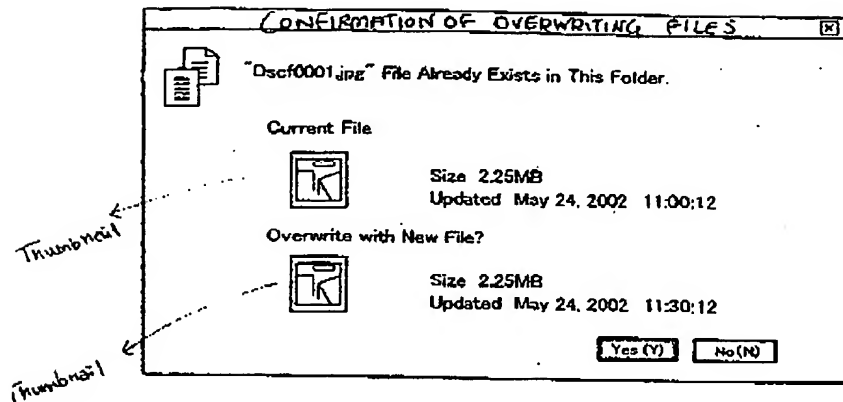 CONFIRMATION OF OVERWRITING FILES
"Dscf0001.jpg" File Already Exists in This Folder.
Current File
Size 2.25MB
Updated May 24, 2002 11:00:12
Thumbnail
Overwrite with New File?
Size 2.25MB
Updated May 24, 2002 11:30:12
Yes (Y) No (N)
Thumbnail